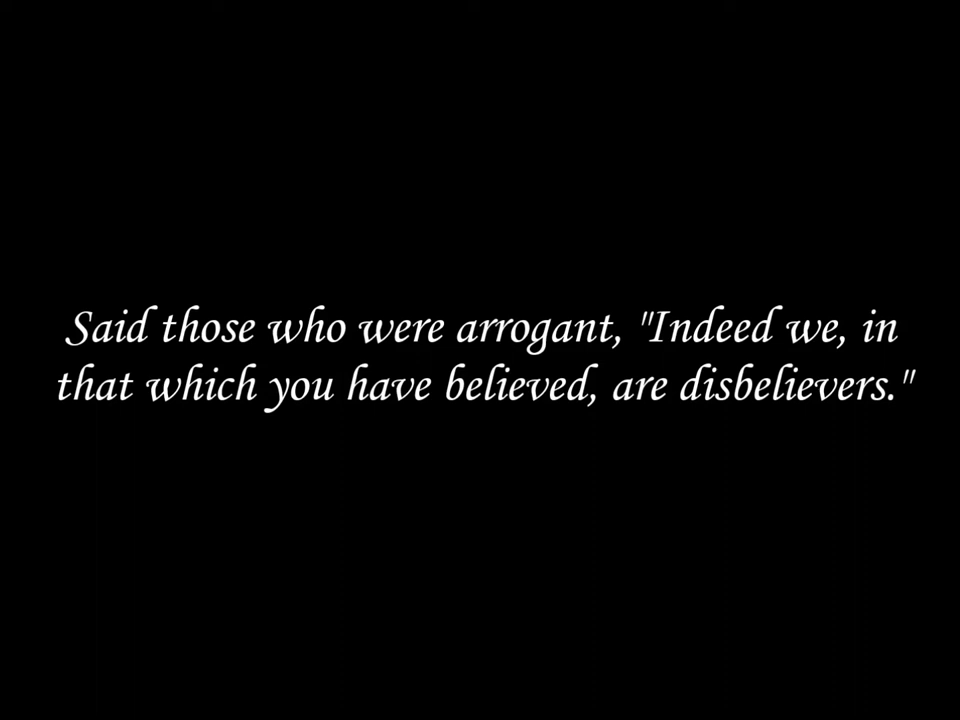 Said those who were arrogant, "Indeed we, in
that which you have believed, are disbelievers."